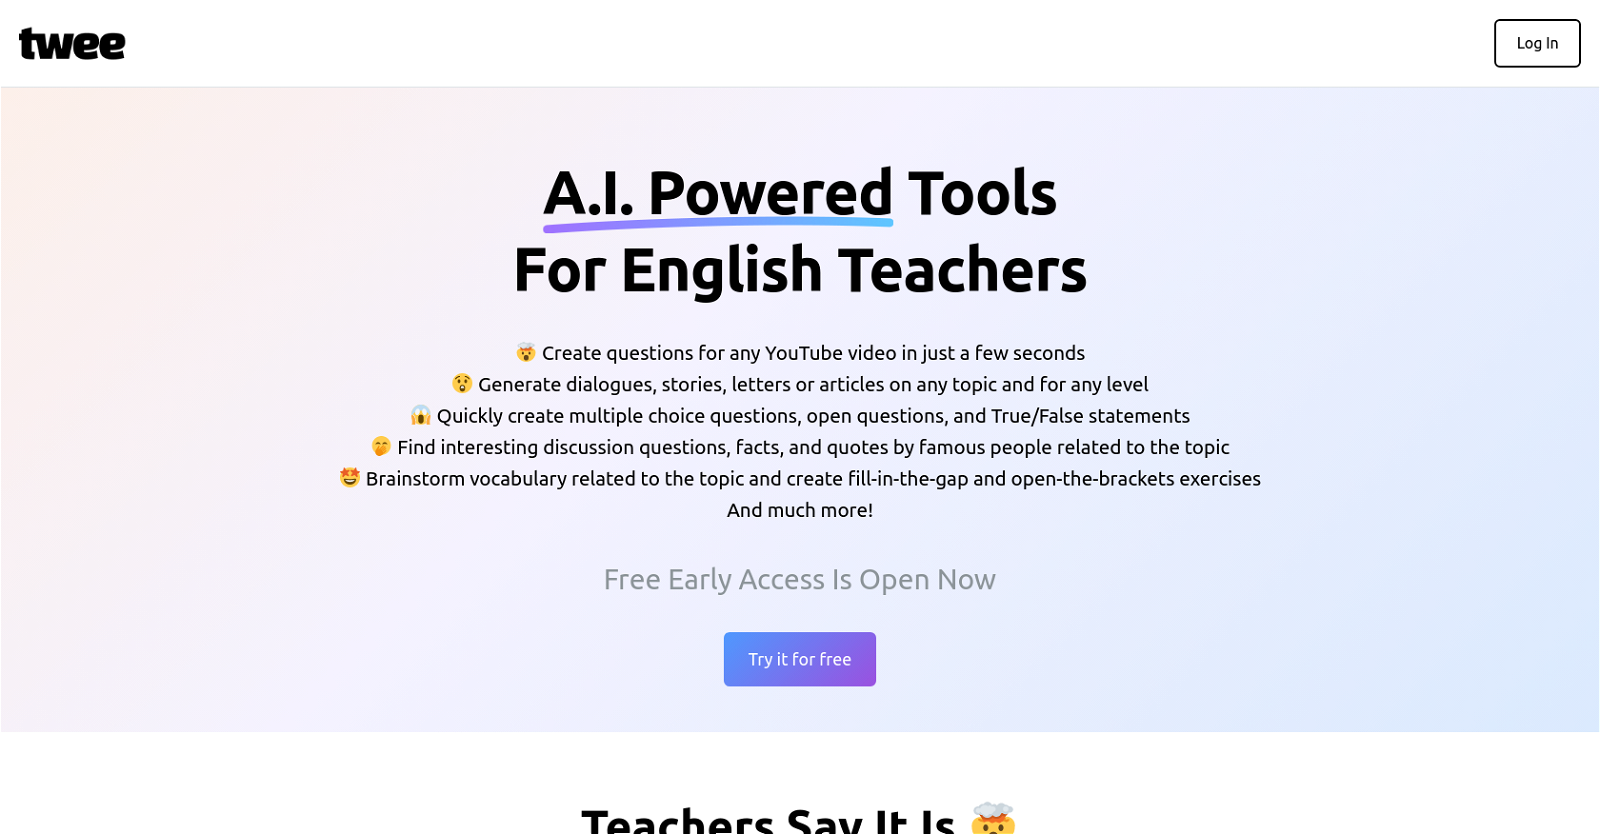 twee
Log In
A.I. Powered Tools
For English Teachers
🤯 Create questions for any YouTube video in just a few seconds
😲 Generate dialogues, stories, letters or articles on any topic and for any level
😱 Quickly create multiple choice questions, open questions, and True/False statements
🤭 Find interesting discussion questions, facts, and quotes by famous people related to the topic
🤩 Brainstorm vocabulary related to the topic and create fill-in-the-gap and open-the-brackets exercises
And much more!
Free Early Access Is Open Now
Try it for free
Teachers Say It Is 🤯